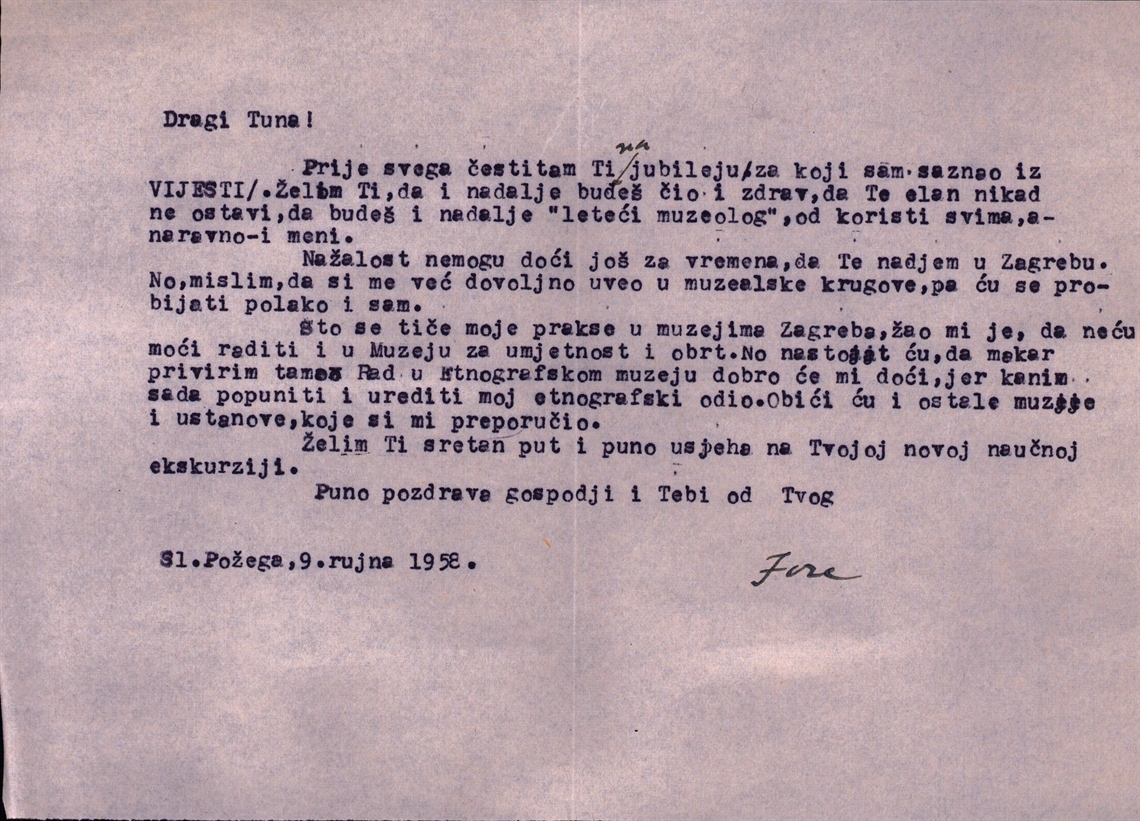 Dragi Tuna!
Prije svega čestitam Ti na jubileju/za koji sam saznao iz
VIJESTI/.Želim Ti,da i nadalje budeš čio i zdrav,da Te elan nikad
ne ostavi,da budeš i nadalje "leteći muzeolog",od koristi svima,a-
naravno-i meni.
Nažalost nemogu doći još za vremena,da Te nadjem u Zagrebu.
No,mislim,da si me već dovoljno uveo u muzealske krugove,pa ću se pro-
bijati polako i sam.
Što se tiče moje prakse u muzejima Zagreba,žao mi je, da neću
moći raditi i u Muzeju za umjetnost i obrt.No nastojat ću,da makar
privirim tamo. Rad u Etnografskom muzeju dobro će mi doći,jer kanim
sada popuniti i urediti moj etnografski odio.Obići ću i ostale muzeje
i ustanove,koje si mi preporučio.
Želim Ti sretan put i puno uspjeha na Tvojoj novoj naučnoj
ekskurziji.
Puno pozdrava gospodji i Tebi od Tvog
Sl.Požega,9.rujna 1958.